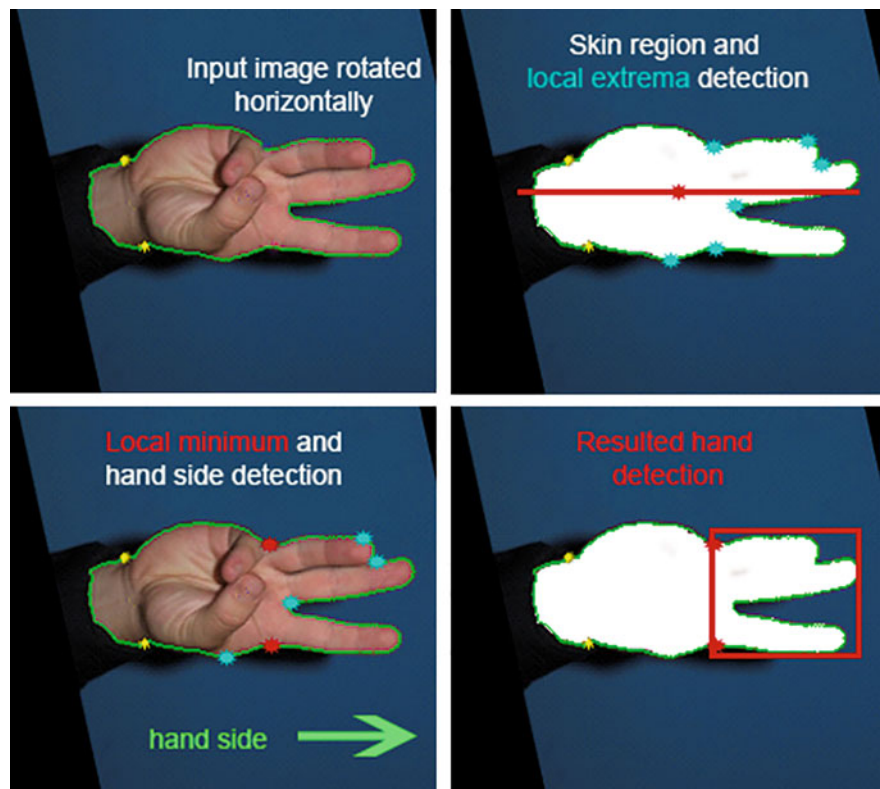 Input image rotated
horizontally
Skin region and
local extrema detection
Local minimum and
hand side detection
hand side
Resulted hand
detection